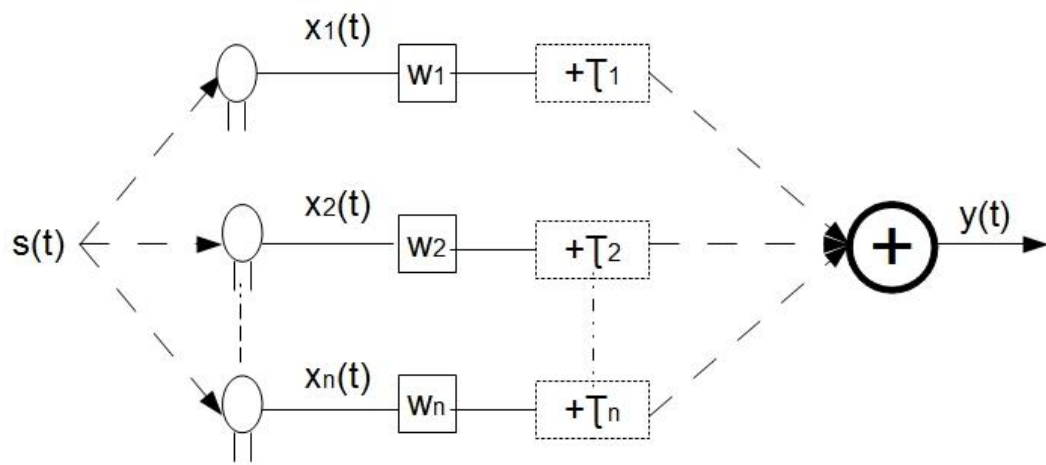 x1(t)
w1
+τ1
x2(t)
s(t)
w2
+τ2
+
y(t)
xn(t)
wn
+τn